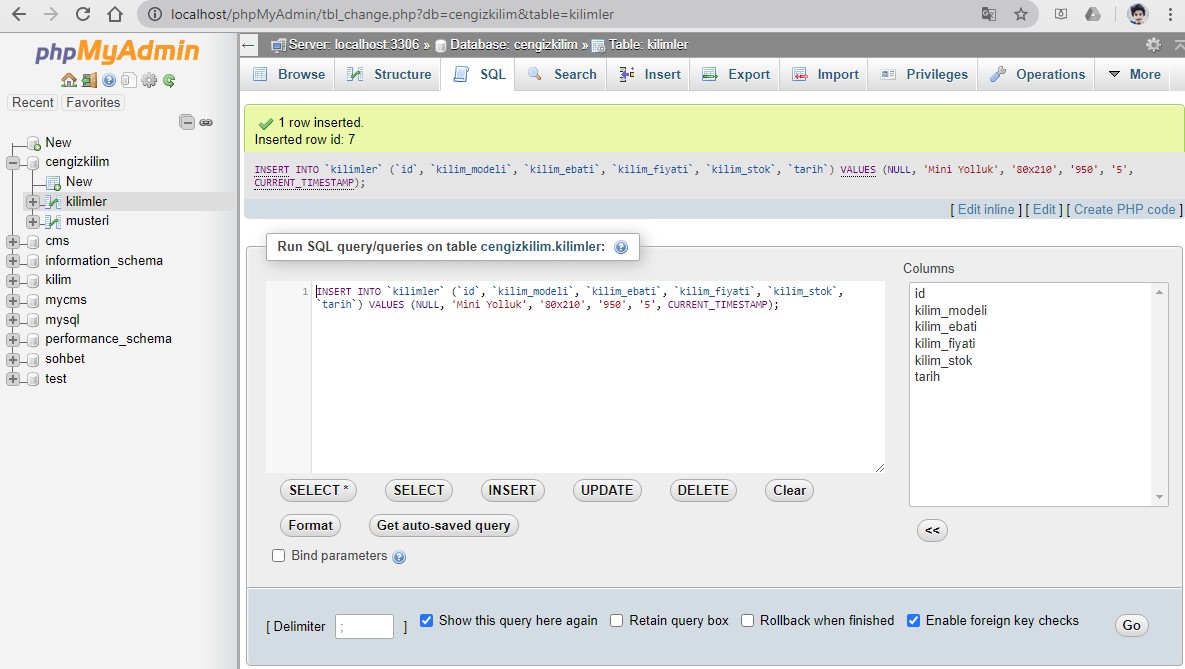 localhost/phpMyAdmin/tbl_change.php?db=cengizkilim&table=kilimler
phpMyAdmin
Recent Favorites
New
cengizkilim
New
kilimler
musteri
cms
information_schema
kilim
mycms
mysql
performance_schema
sohbet
test
Server: localhost:3306 » Database: cengizkilim » Table: kilimler
Browse Structure SQL Search Insert Export Import Privileges Operations More
1 row inserted.
Inserted row id: 7
INSERT INTO `kilimler` (`id`, `kilim_modeli`, `kilim_ebati`, `kilim_fiyati`, `kilim_stok`, `tarih`) VALUES (NULL, 'Mini Yolluk', '80x210', '950', '5',
CURRENT_TIMESTAMP);
[ Edit inline ] [ Edit ] [ Create PHP code ]
Run SQL query/queries on table cengizkilim.kilimler:
1 INSERT INTO `kilimler` (`id`, `kilim_modeli`, `kilim_ebati`, `kilim_fiyati`, `kilim_stok`,
`tarih`) VALUES (NULL, 'Mini Yolluk', '80x210', '950', '5', CURRENT_TIMESTAMP);
Columns
id
kilim_modeli
kilim_ebati
kilim_fiyati
kilim_stok
tarih
SELECT * SELECT INSERT UPDATE DELETE Clear
Format Get auto-saved query
<<
Bind parameters
[ Delimiter ; ] Show this query here again Retain query box Rollback when finished Enable foreign key checks Go